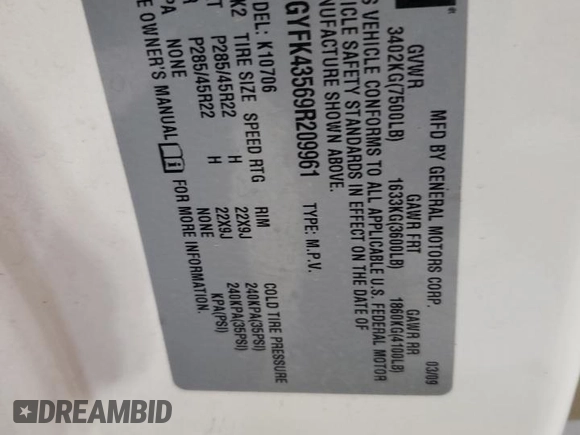 MFD BY GENERAL MOTORS CORP. 03/09
GVWR GAWR FRT GAWR RR
3402KG(7500LB) 1633KG(3600LB) 1860KG(4100LB)
S VEHICLE CONFORMS TO ALL APPLICABLE U.S. FEDERAL MOTOR
ICLE SAFETY STANDARDS IN EFFECT ON THE DATE OF
NUFACTURE SHOWN ABOVE.
GYFK43569R209961 TYPE: M.P.V.
DEL: K10706
K2 TIRE SIZE SPEED RTG RIM COLD TIRE PRESSURE
T P285/45R22 H 22X9J 240KPA(35PSI)
R P285/45R22 H 22X9J 240KPA(35PSI)
PA NONE NONE KPA(PSI)
E OWNER'S MANUAL FOR MORE INFORMATION.
DREAMBID